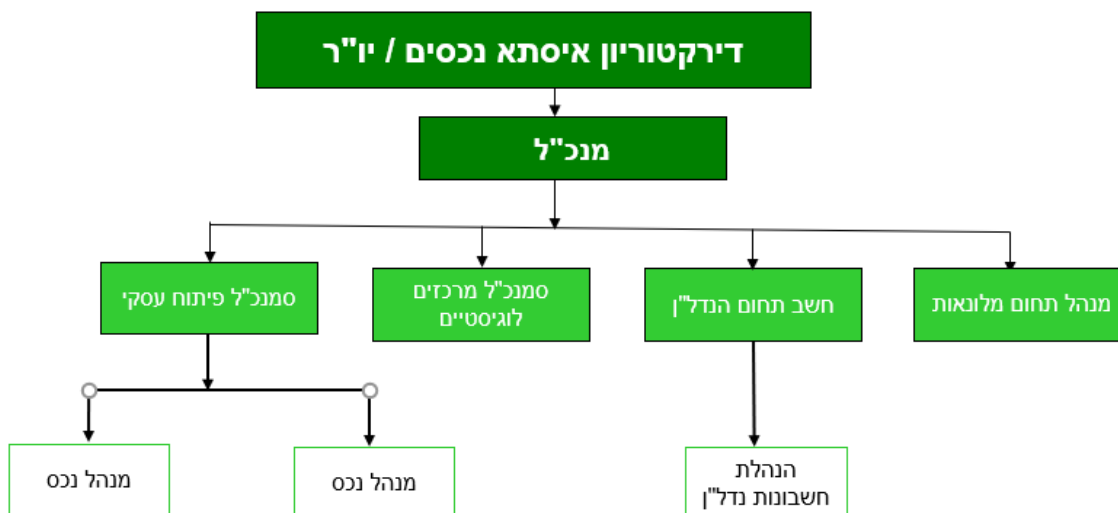 דירקטוריון איסתא נכסים / יו"ר
מנכ"ל
מנהל תחום מלונאות
חשב תחום הנדל"ן
סמנכ"ל מרכזים
לוגיסטיים
סמנכ"ל פיתוח עסקי
הנהלת
חשבונות נדל"ן
מנהל נכס
מנהל נכס